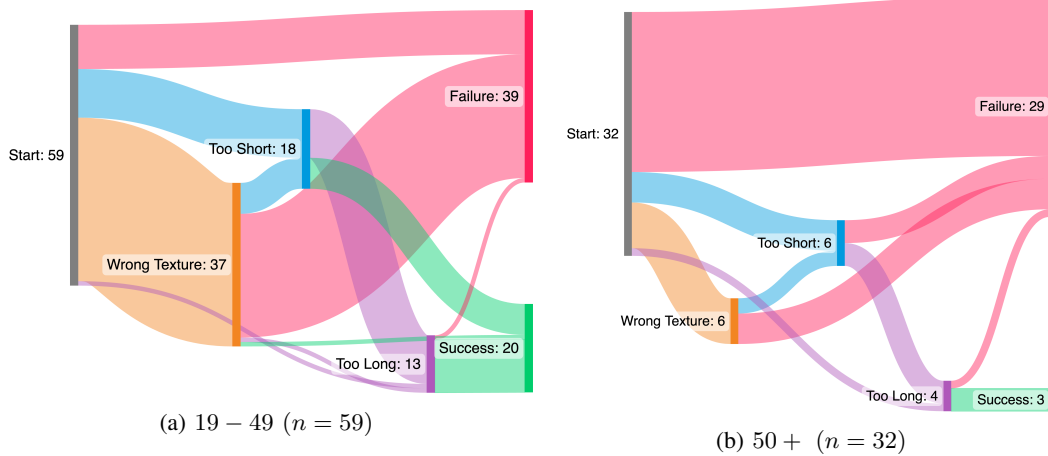 Failure: 39
Too Short: 18
Start: 59
Wrong Texture: 37
Success: 20
Too Long: 13
(a) 19 − 49 (n = 59)
Failure: 29
Start: 32
Too Short: 6
Wrong Texture: 6
Too Long: 4
Success: 3
(b) 50 + (n = 32)